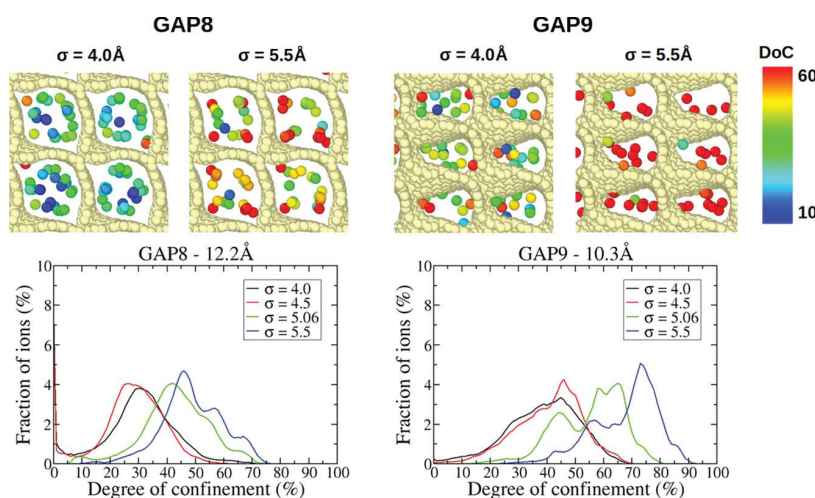 GAP8 GAP9
σ = 4.0Å σ = 5.5Å σ = 4.0Å σ = 5.5Å DoC
60
10
GAP8 - 12.2Å
10
8
6
4
2
0
Fraction of ions (%)
σ = 4.0
σ = 4.5
σ = 5.06
σ = 5.5
0 10 20 30 40 50 60 70 80 90 100
Degree of confinement (%)
GAP9 - 10.3Å
10
8
6
4
2
0
Fraction of ions (%)
σ = 4.0
σ = 4.5
σ = 5.06
σ = 5.5
0 10 20 30 40 50 60 70 80 90 100
Degree of confinement (%)